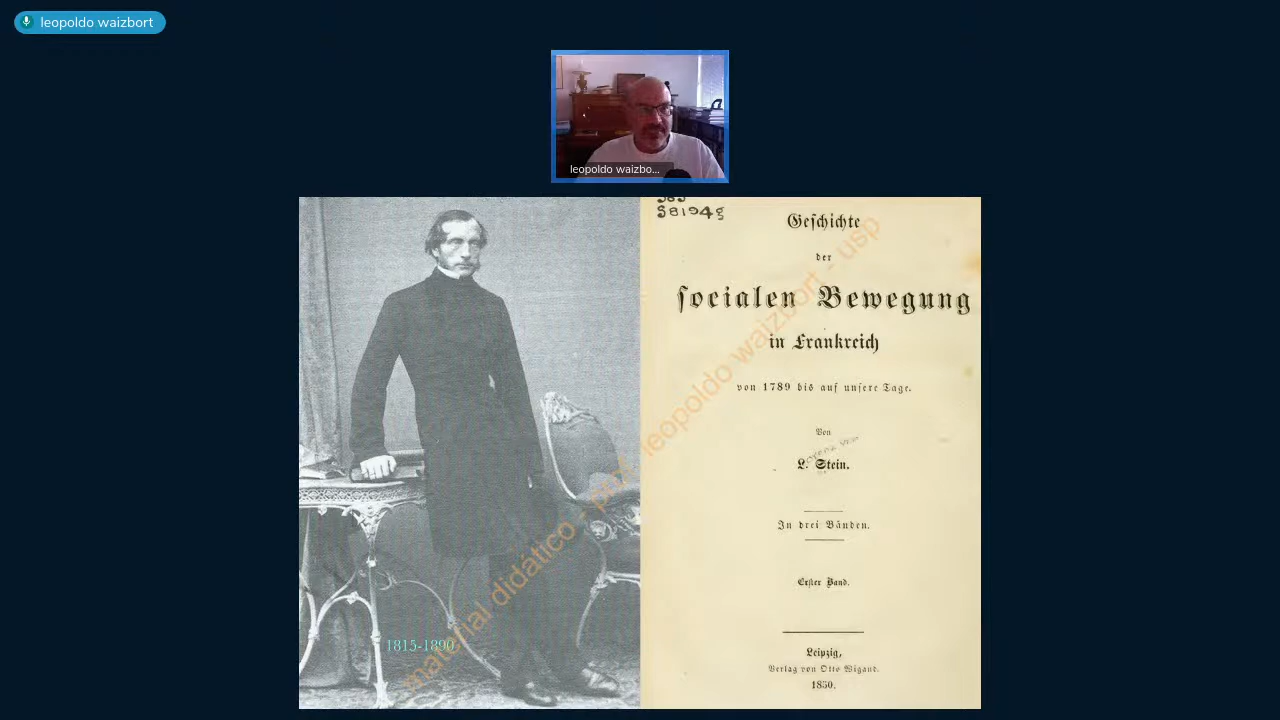 leopoldo waizbort
leopoldo waizbo...
S8194g
Geſchichte
der
ſocialen Bewegung
in Frankreich
von 1789 bis auf unſere Tage.
Von
L. Stein.
In drei Bänden.
Erſter Band.
Leipzig,
Verlag von Otto Wigand.
1850.
1815-1890
material didático - prof. leopoldo waizbort - usp